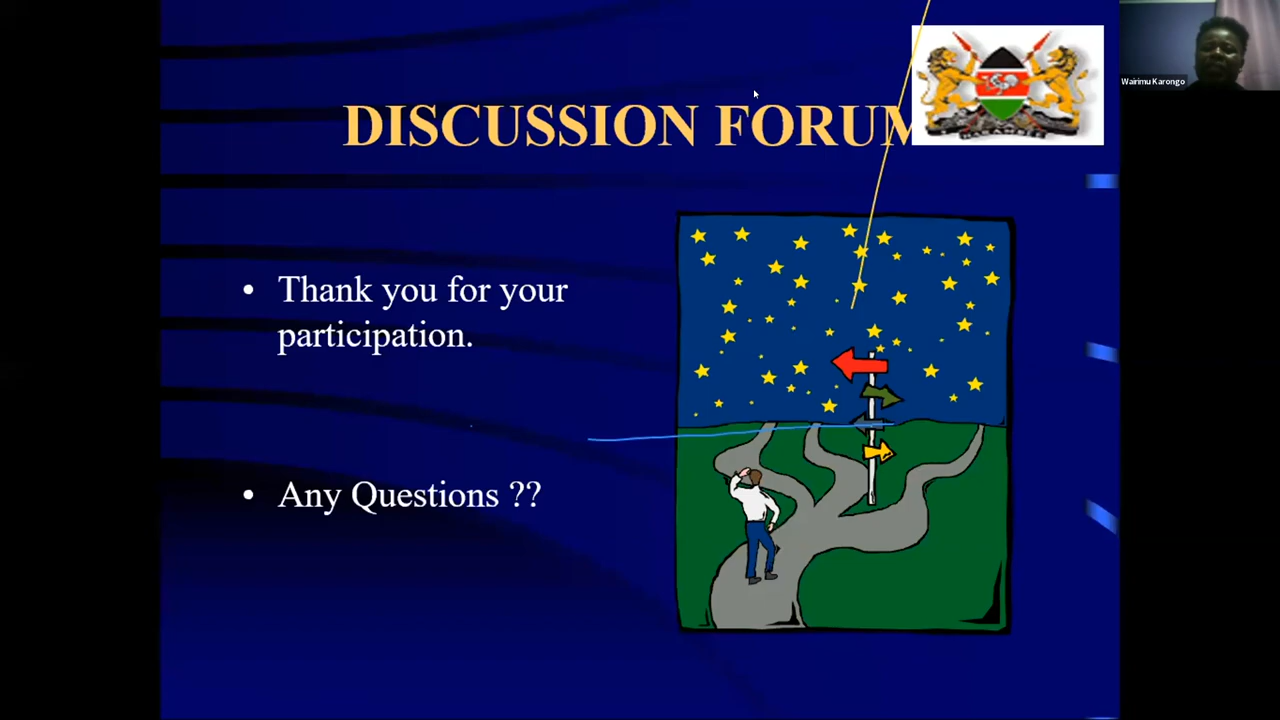 DISCUSSION FORUM
Wairimu Karongo
• Thank you for your
participation.
• Any Questions ??